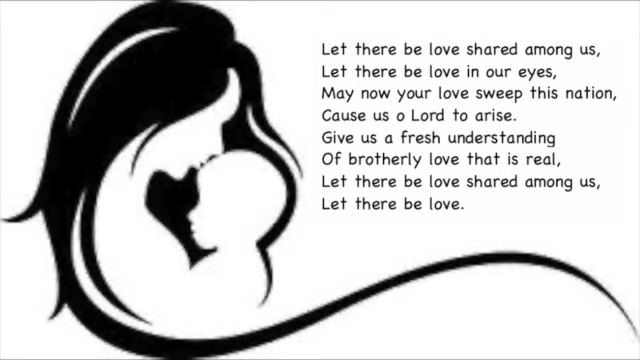 Let there be love shared among us,
Let there be love in our eyes,
May now your love sweep this nation,
Cause us o Lord to arise.
Give us a fresh understanding
Of brotherly love that is real,
Let there be love shared among us,
Let there be love.